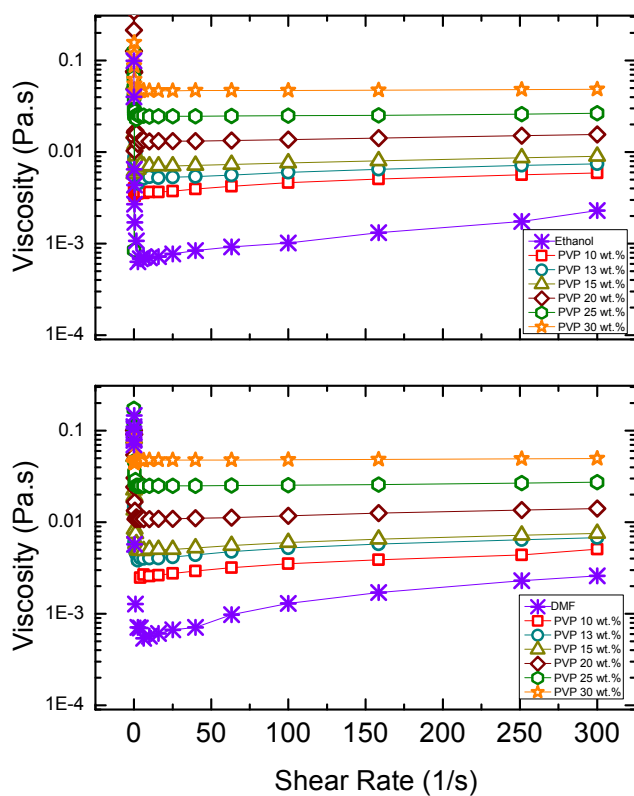 0.1
0.01
1E-3
1E-4
Viscosity (Pa.s)
Ethanol
PVP 10 wt.%
PVP 13 wt.%
PVP 15 wt.%
PVP 20 wt.%
PVP 25 wt.%
PVP 30 wt.%
0.1
0.01
1E-3
1E-4
Viscosity (Pa.s)
DMF
PVP 10 wt.%
PVP 13 wt.%
PVP 15 wt.%
PVP 20 wt.%
PVP 25 wt.%
PVP 30 wt.%
0 50 100 150 200 250 300
Shear Rate (1/s)